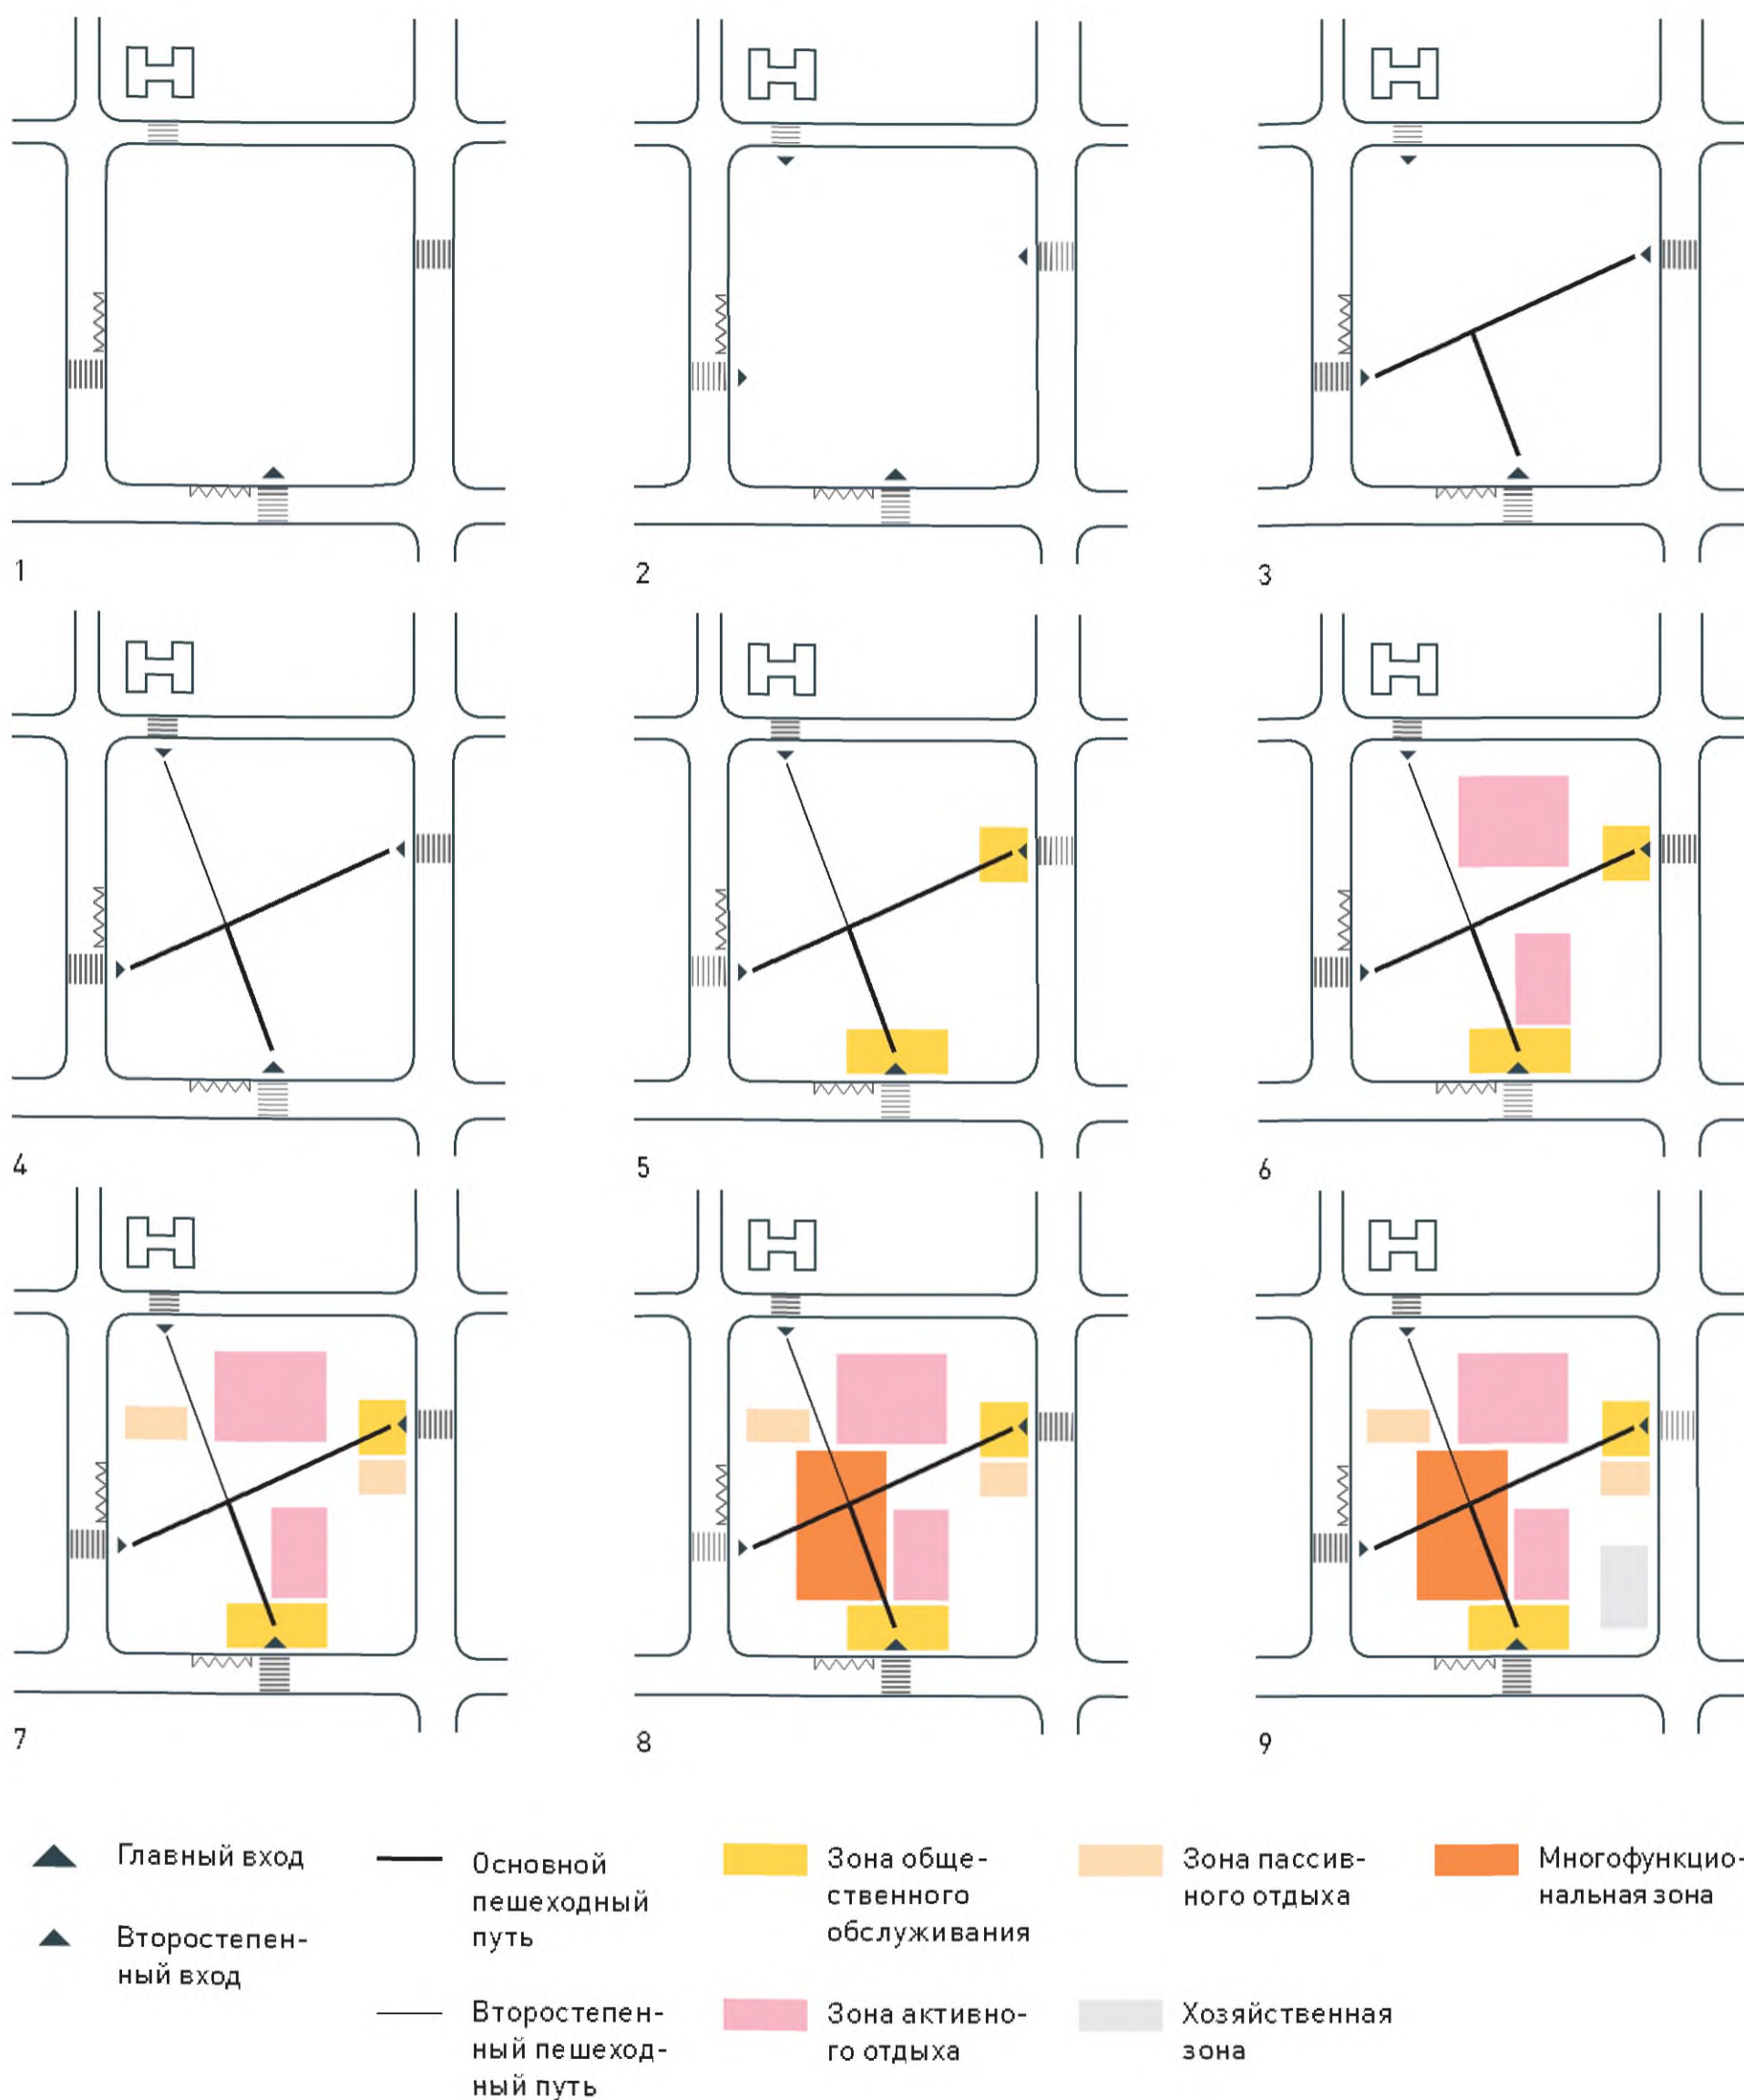 1
2
3
4
5
6
7
8
9
Главный вход
Второстепен-
ный вход
Основной
пешеходный
путь
Второстепен-
ный пешеход-
ный путь
Зона обще-
ственного
обслуживания
Зона активно-
го отдыха
Зона пассив-
ного отдыха
Хозяйственная
зона
Многофункцио-
нальная зона